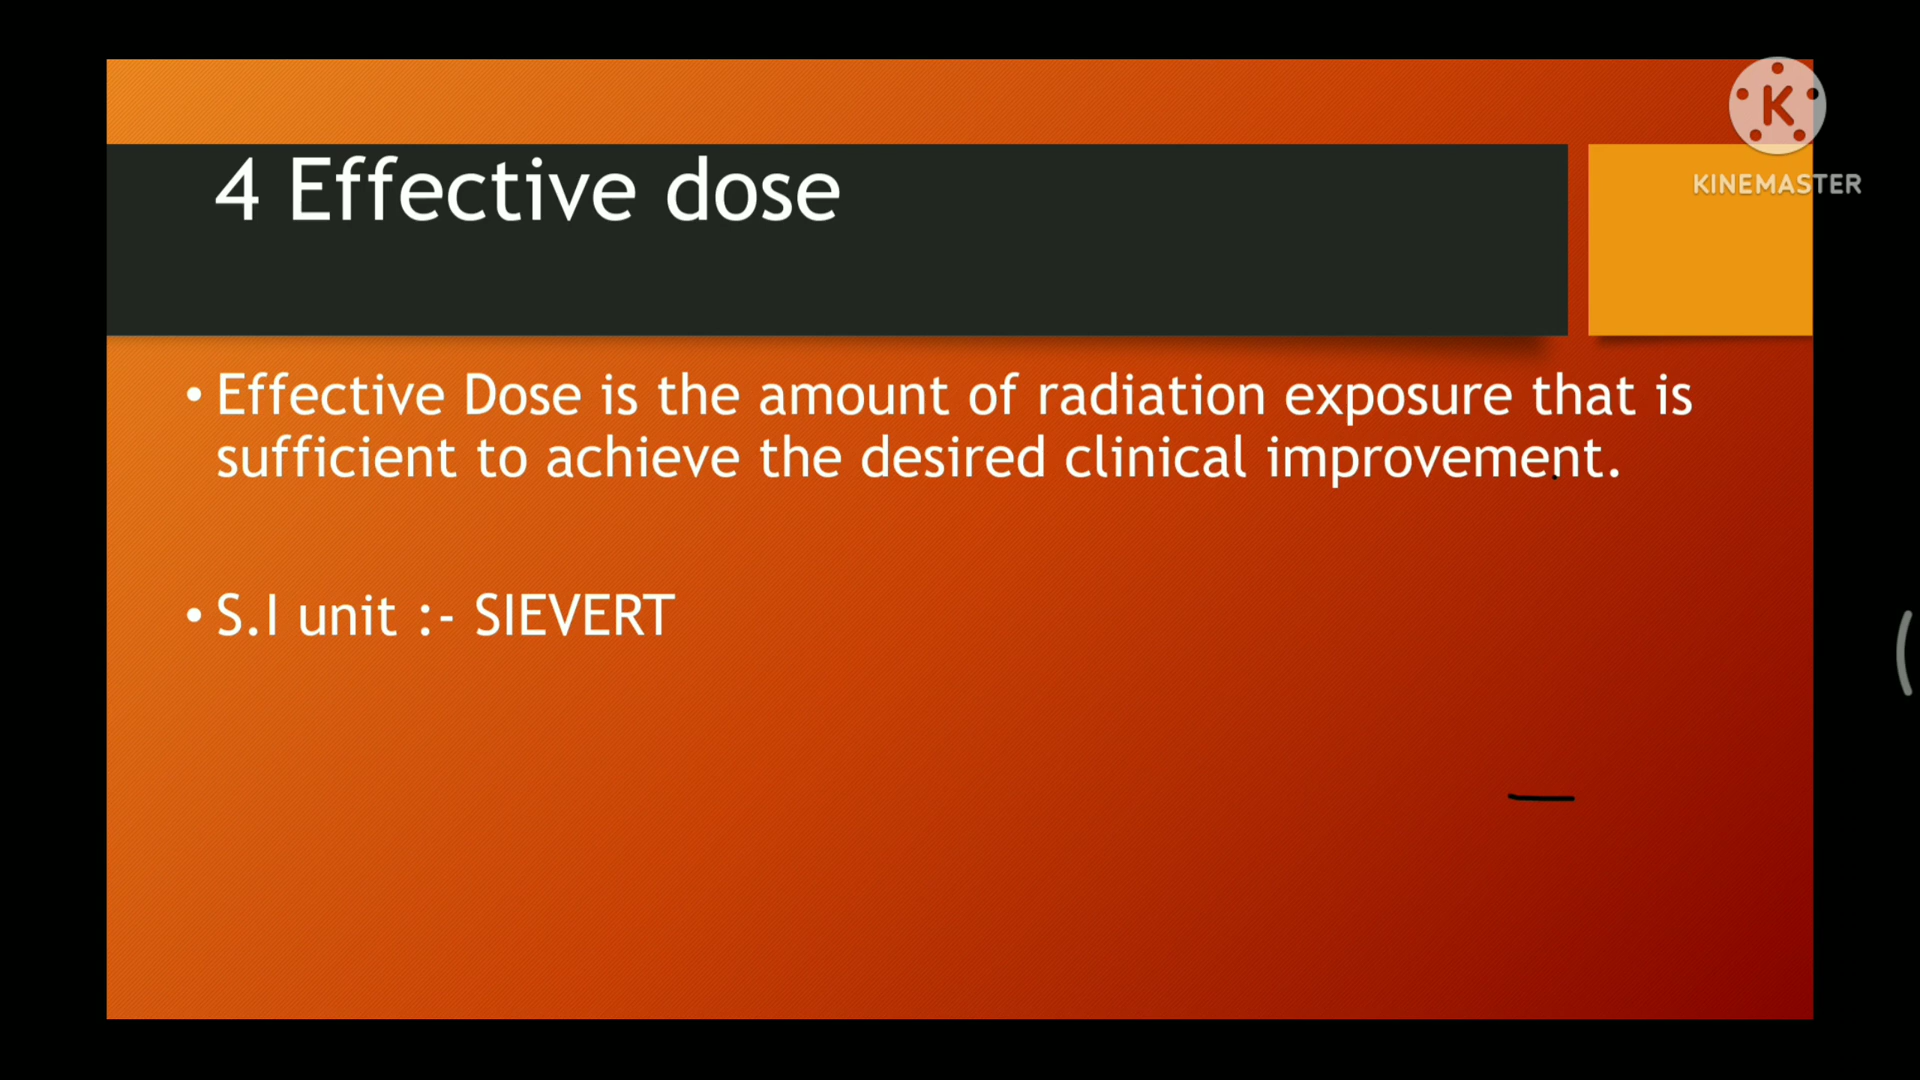 K
KINEMASTER
4 Effective dose
• Effective Dose is the amount of radiation exposure that is
sufficient to achieve the desired clinical improvement.
• S.I unit :- SIEVERT